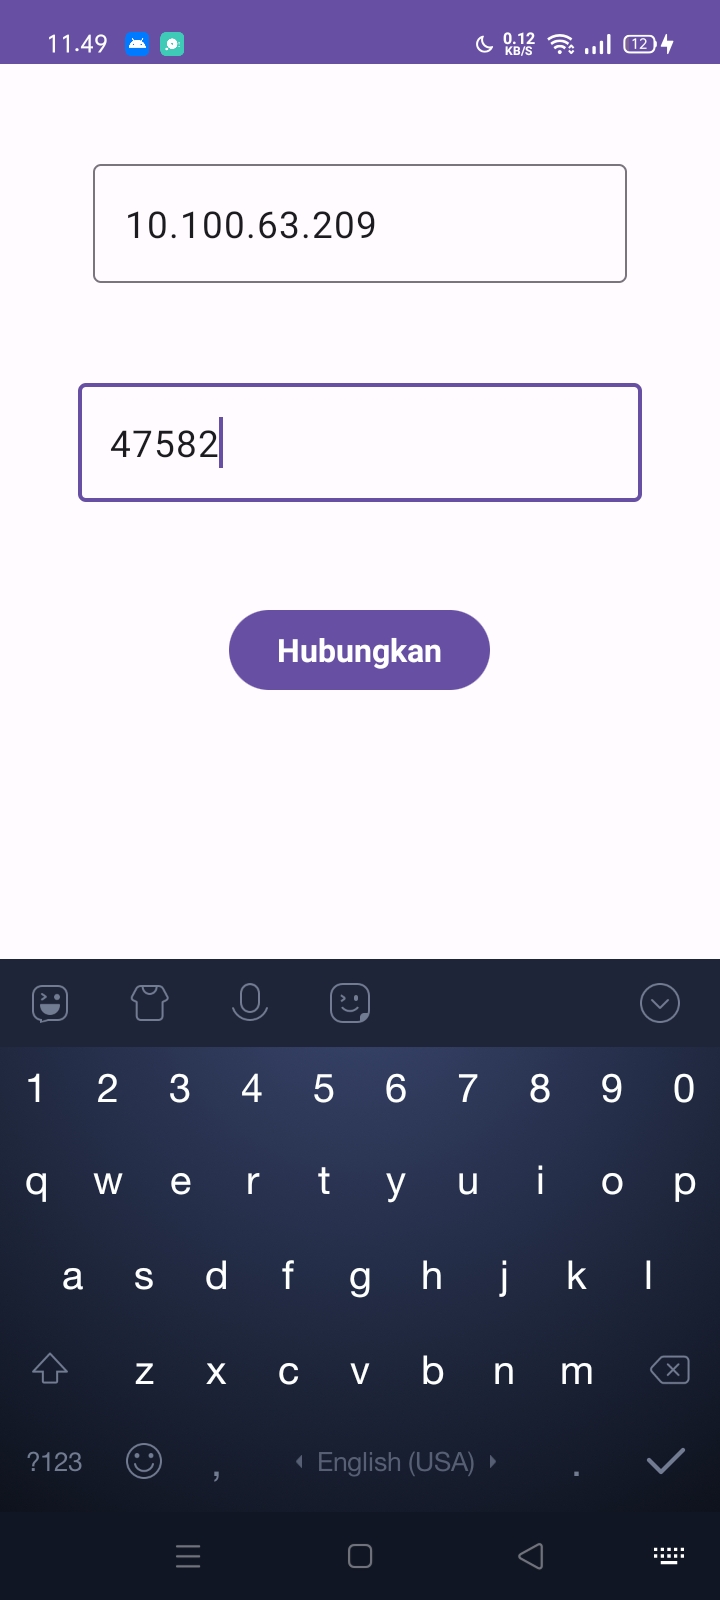 11.49 0.12 KB/S 12
10.100.63.209
47582
Hubungkan
1 2 3 4 5 6 7 8 9 0
q w e r t y u i o p
a s d f g h j k l
z x c v b n m
?123 , English (USA) .